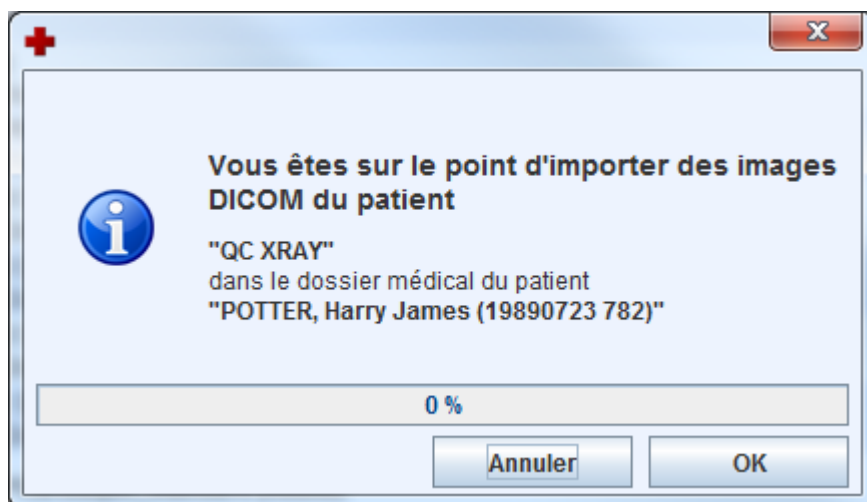 Vous êtes sur le point d'importer des images
DICOM du patient
"QC XRAY"
dans le dossier médical du patient
"POTTER, Harry James (19890723 782)"
0 %
Annuler
OK